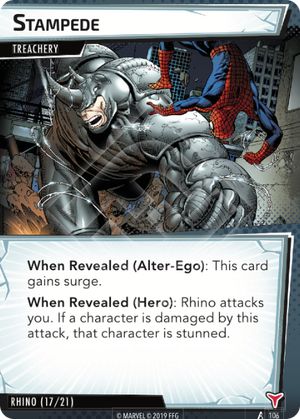 STAMPEDE
TREACHERY
When Revealed (Alter-Ego): This card
gains surge.
When Revealed (Hero): Rhino attacks
you. If a character is damaged by this
attack, that character is stunned.
RHINO (17/21)
© MARVEL © 2019 FFG
106